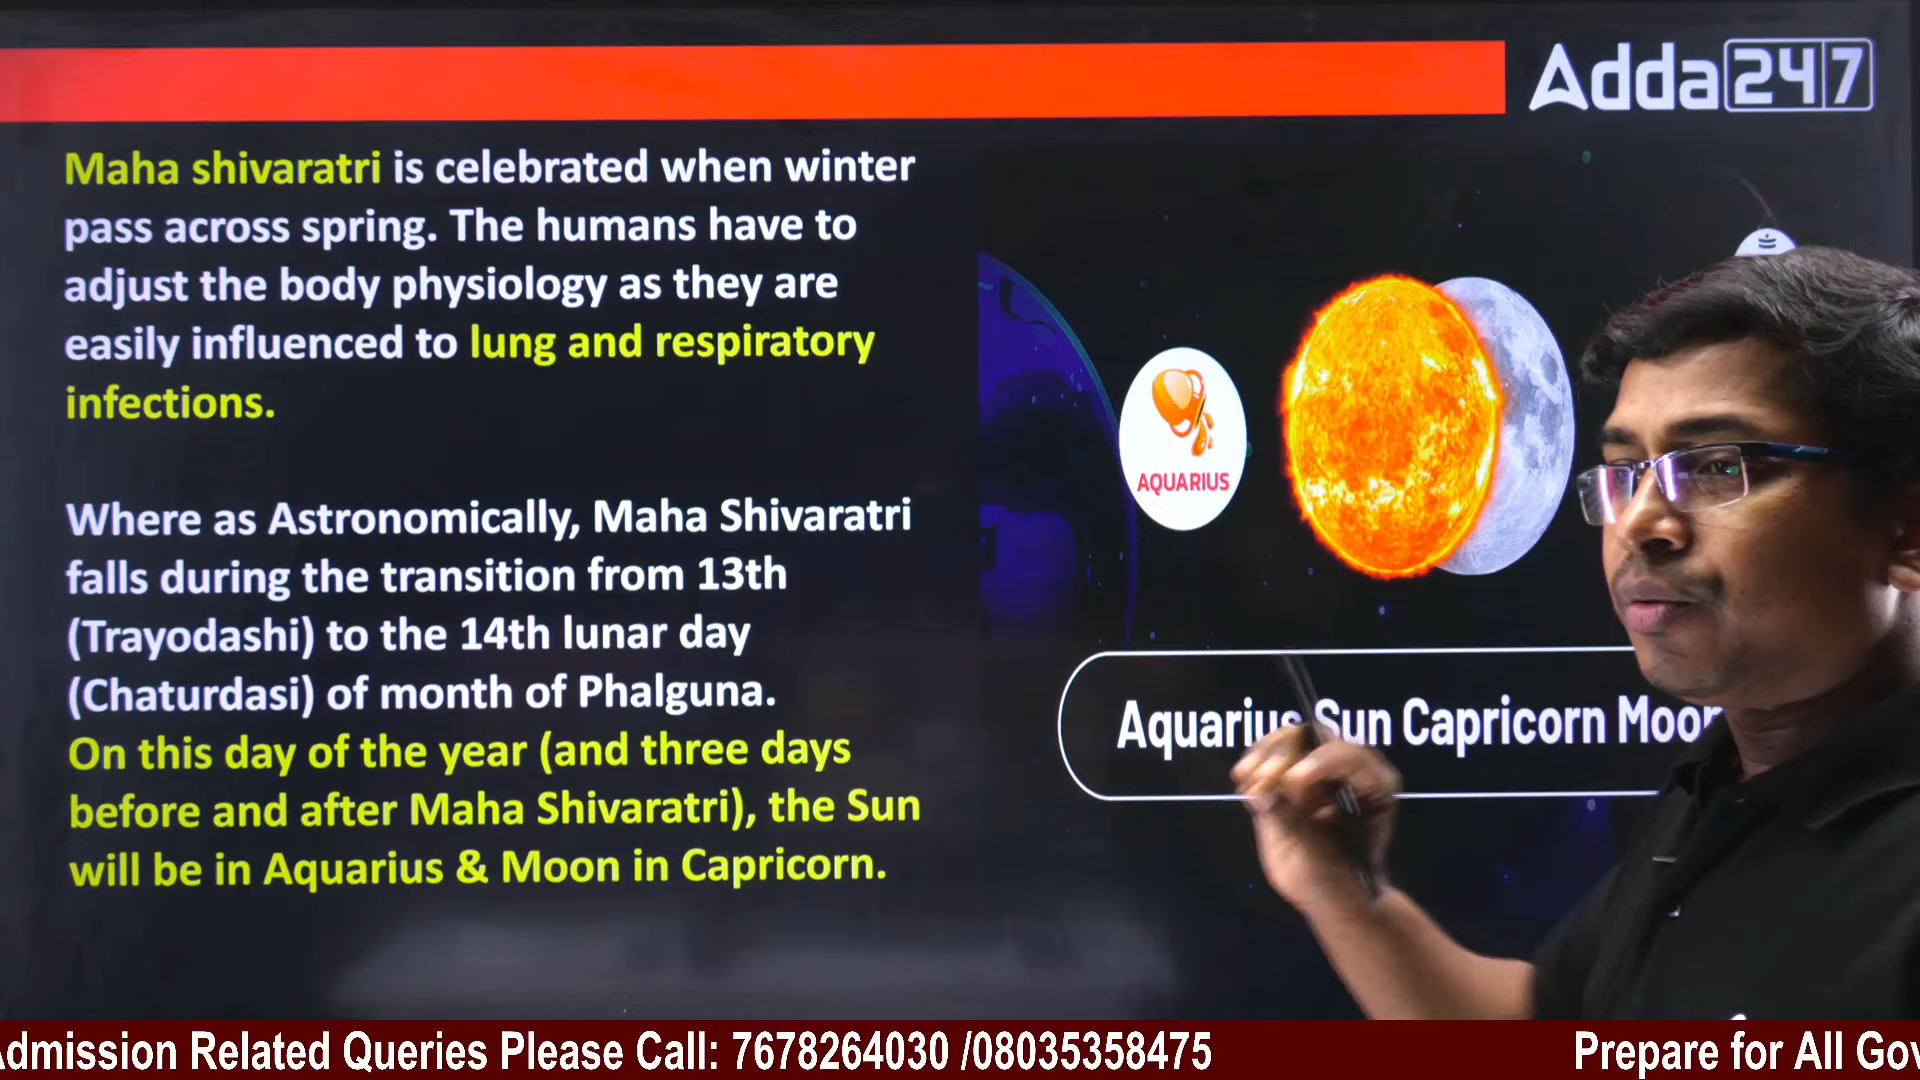 Adda247
Maha shivaratri is celebrated when winter
pass across spring. The humans have to
adjust the body physiology as they are
easily influenced to lung and respiratory
infections.
Where as Astronomically, Maha Shivaratri
falls during the transition from 13th
(Trayodashi) to the 14th lunar day
(Chaturdasi) of month of Phalguna.
On this day of the year (and three days
before and after Maha Shivaratri), the Sun
will be in Aquarius & Moon in Capricorn.
AQUARIUS
Aquarius Sun Capricorn Moon
Admission Related Queries Please Call: 7678264030 /08035358475
Prepare for All Gov